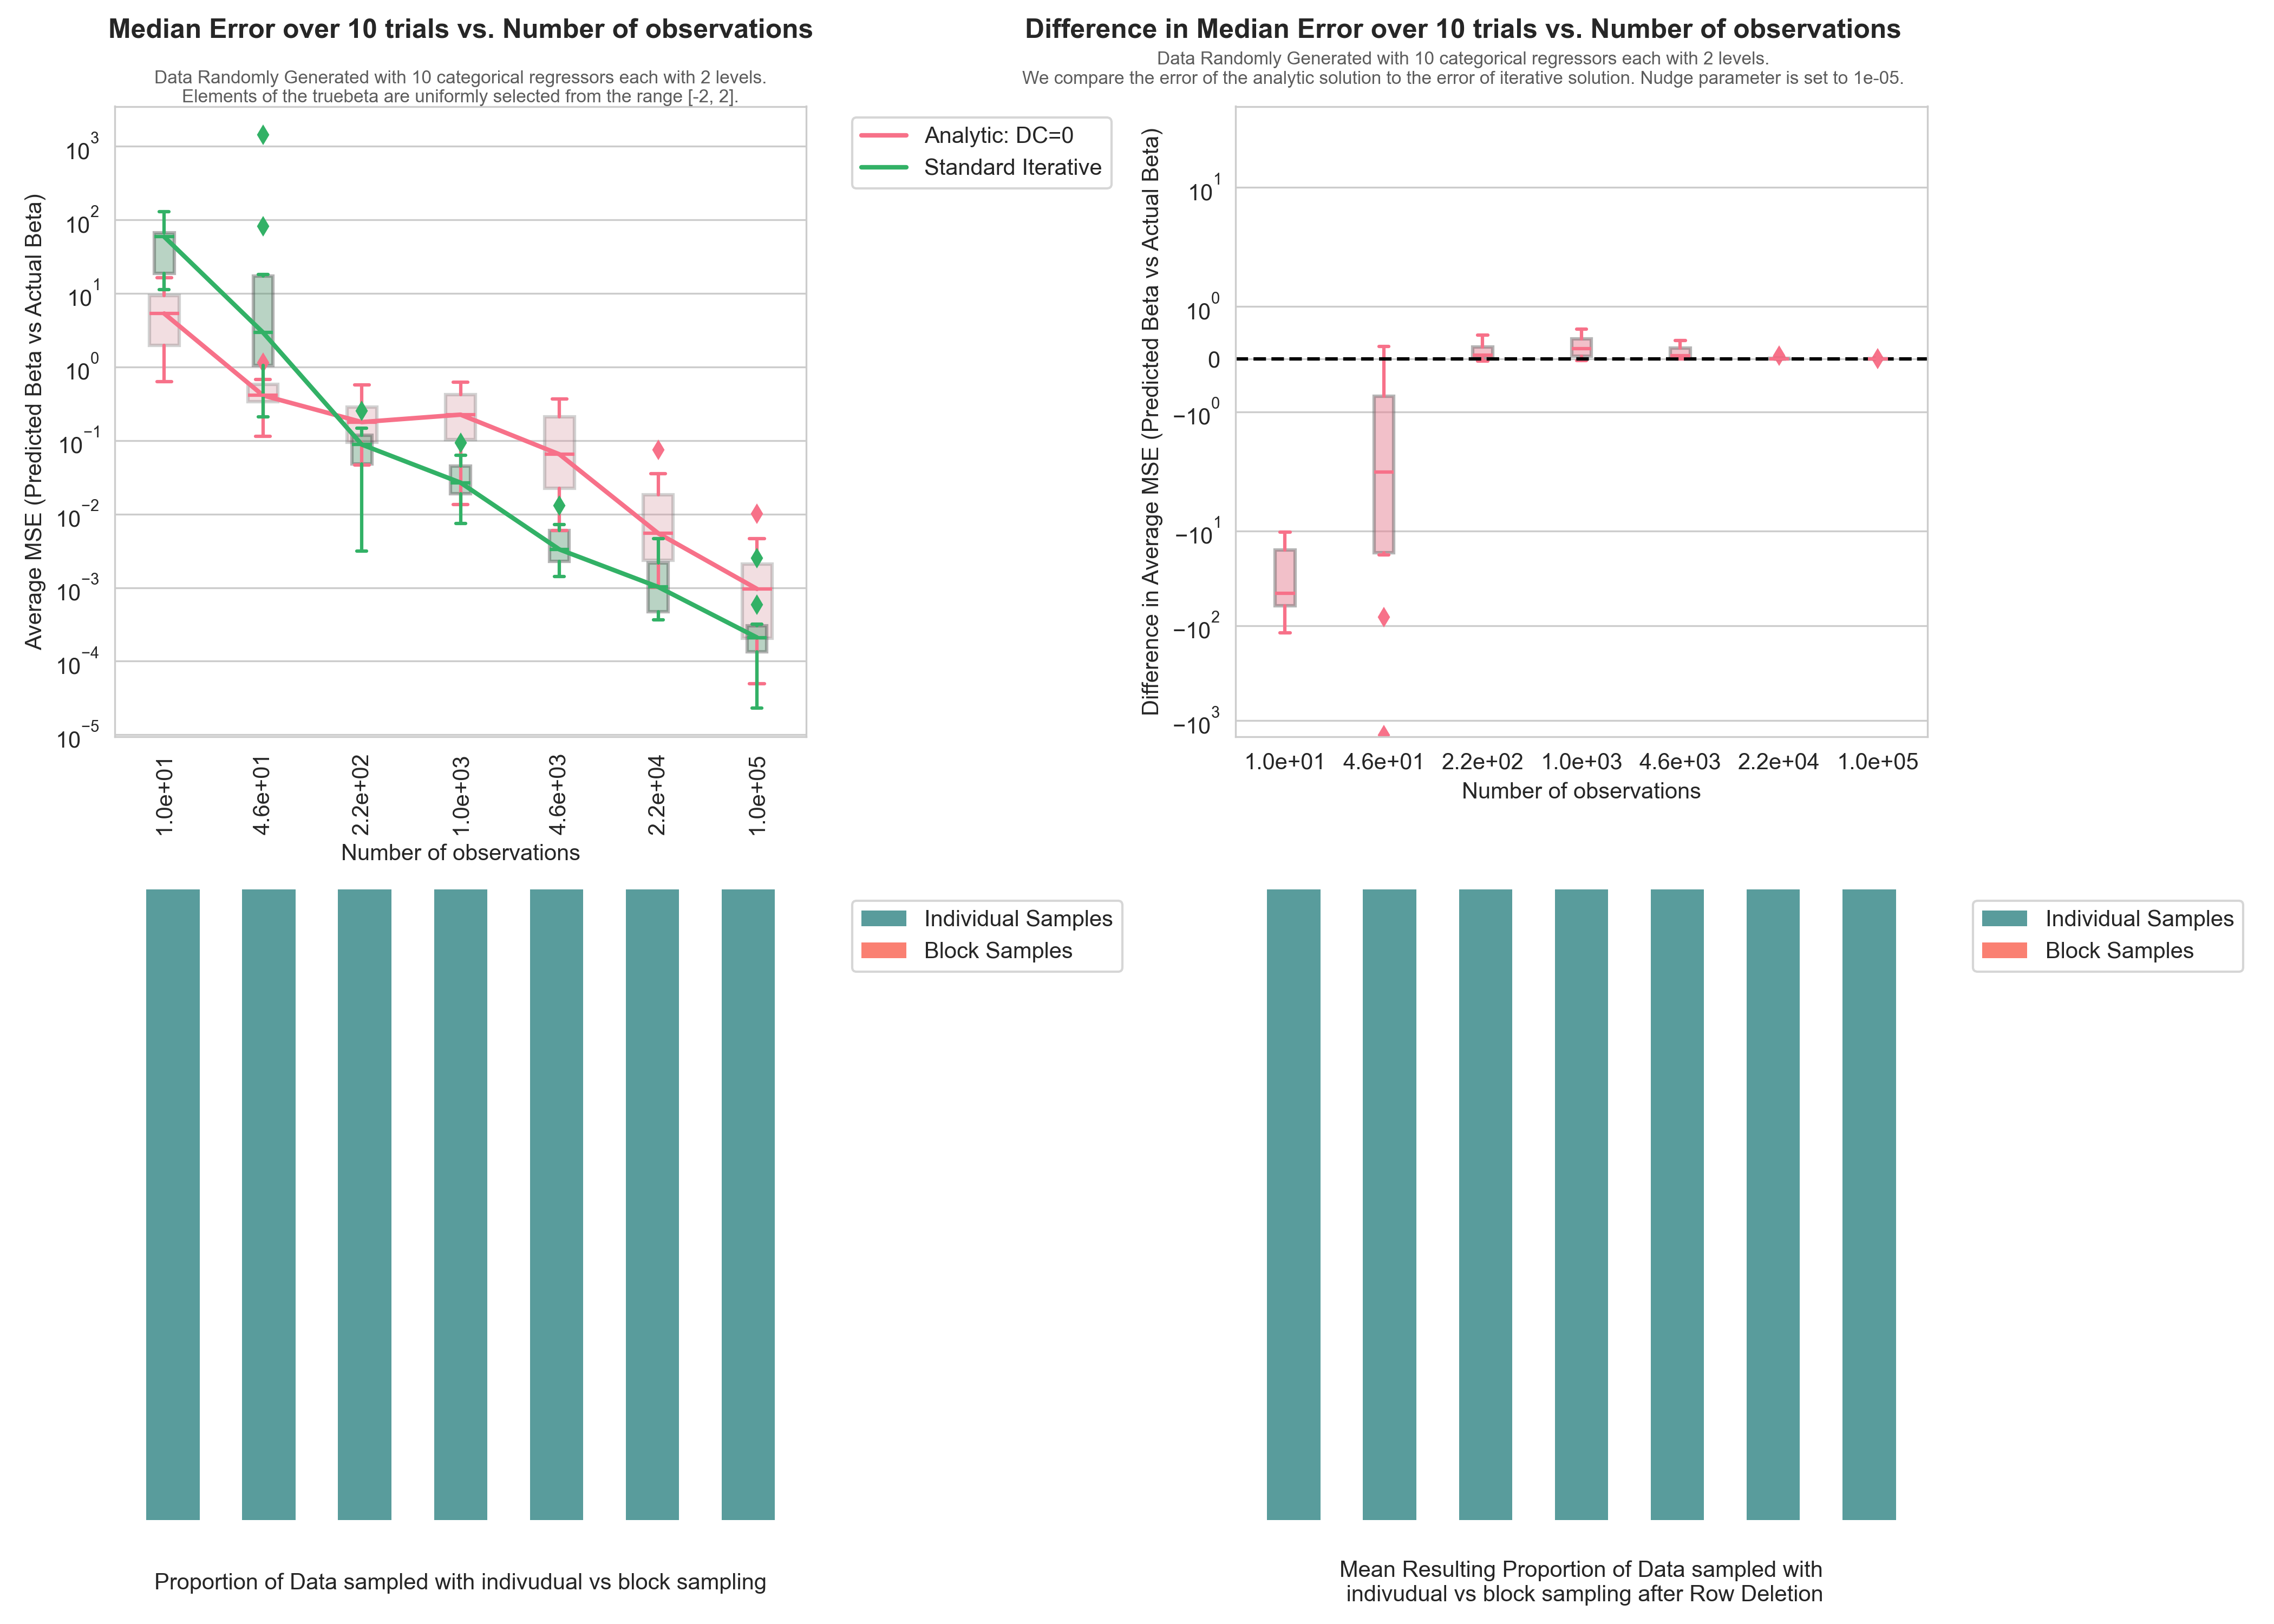 Median Error over 10 trials vs. Number of observations
Data Randomly Generated with 10 categorical regressors each with 2 levels.
Elements of the truebeta are uniformly selected from the range [-2, 2].
Average MSE (Predicted Beta vs Actual Beta)
10^3
10^2
10^1
10^0
10^−1
10^−2
10^−3
10^−4
10^−5
1.0e+01
4.6e+01
2.2e+02
1.0e+03
4.6e+03
2.2e+04
1.0e+05
Number of observations
Analytic: DC=0
Standard Iterative
Difference in Median Error over 10 trials vs. Number of observations
Data Randomly Generated with 10 categorical regressors each with 2 levels.
We compare the error of the analytic solution to the error of iterative solution. Nudge parameter is set to 1e-05.
Difference in Average MSE (Predicted Beta vs Actual Beta)
10^1
10^0
0
−10^0
−10^1
−10^2
−10^3
1.0e+01 4.6e+01 2.2e+02 1.0e+03 4.6e+03 2.2e+04 1.0e+05
Number of observations
Individual Samples
Block Samples
Proportion of Data sampled with indivudual vs block sampling
Individual Samples
Block Samples
Mean Resulting Proportion of Data sampled with
indivudual vs block sampling after Row Deletion